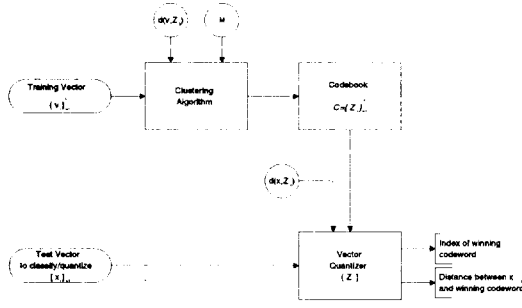 d(v,Z )
M
Training Vector
{ v }
Clustering
Algorithm
Codebook
C={ Z }
d(x,Z )
Test Vector
to classify/quantize
{ x }
Vector
Quantizer
{ Z }
Index of winning
codeword
Distance between x
and winning codeword